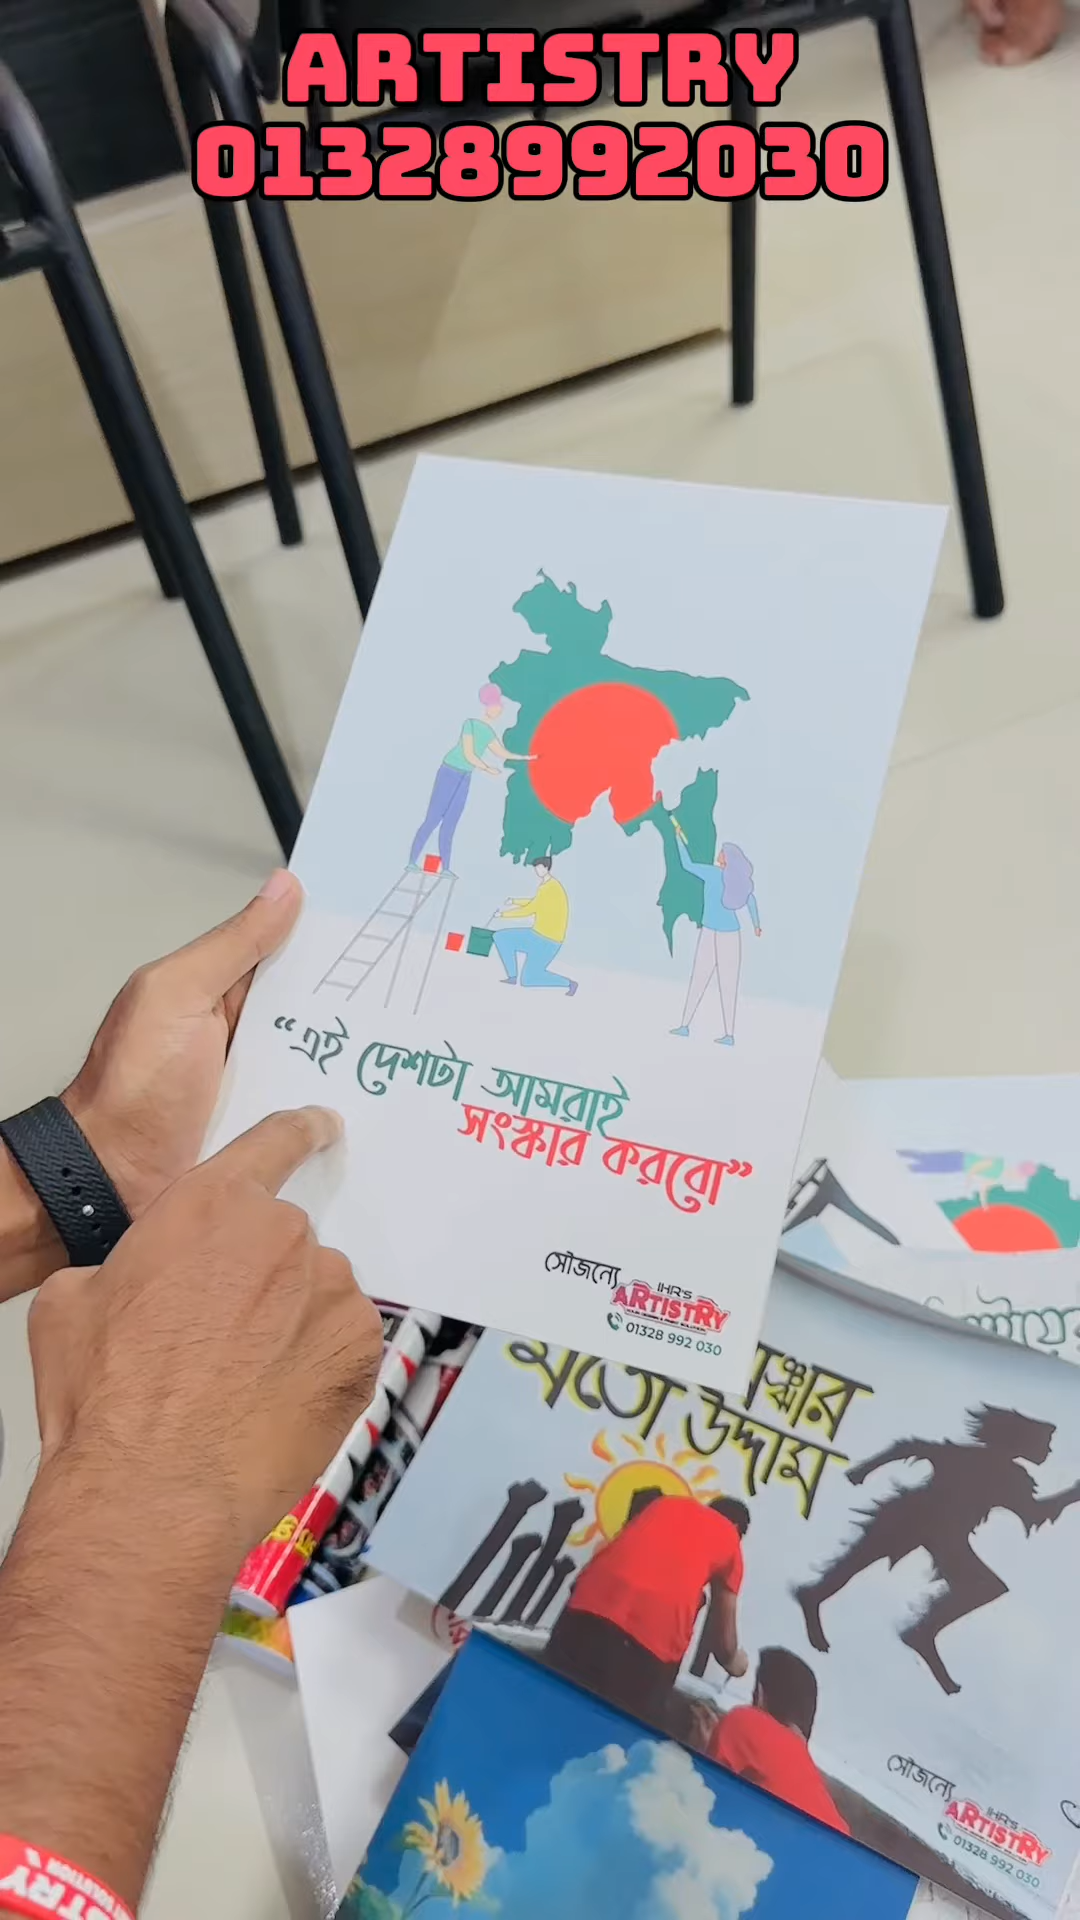 ARTISTRY
01328992030
“এই দেশটা আমরাই
সংস্কার করবো”
সৌজন্যে
IHR'S
ARTISTRY
01328 992 030
মতো
উদ্দাম
সৌজন্যে
IHR'S
ARTISTRY
01328 992 030